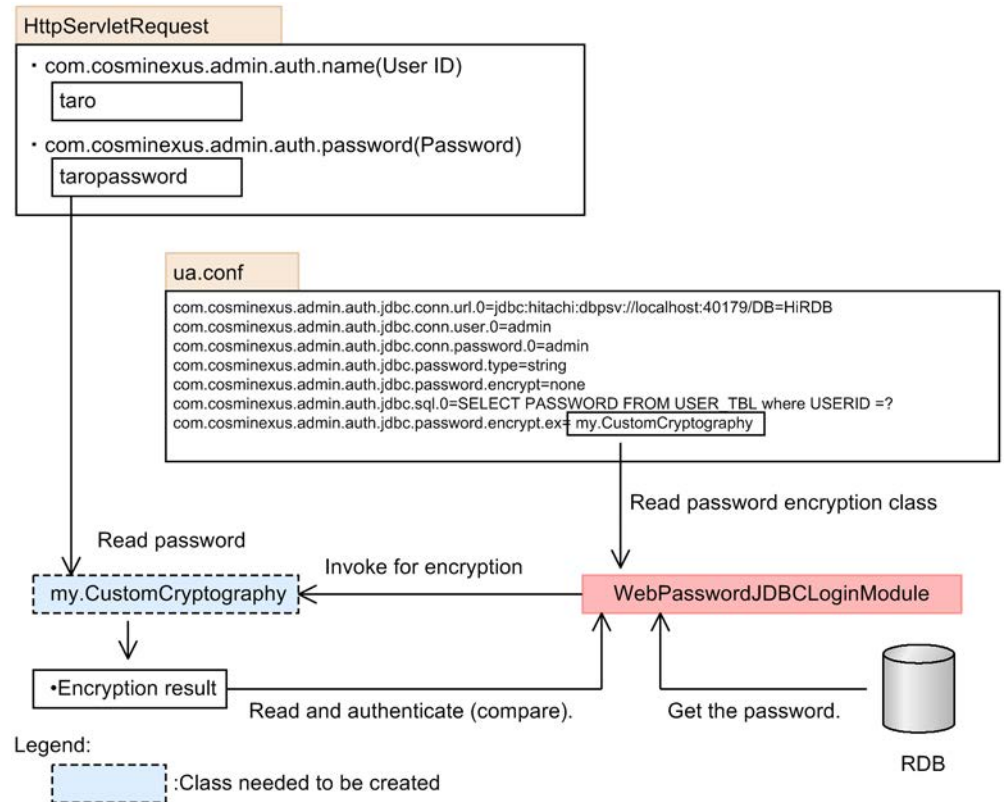 HttpServletRequest
・com.cosminexus.admin.auth.name(User ID)
taro
・com.cosminexus.admin.auth.password(Password)
taropassword
ua.conf
com.cosminexus.admin.auth.jdbc.conn.url.0=jdbc:hitachi:dbpsv://localhost:40179/DB=HiRDB
com.cosminexus.admin.auth.jdbc.conn.user.0=admin
com.cosminexus.admin.auth.jdbc.conn.password.0=admin
com.cosminexus.admin.auth.jdbc.password.type=string
com.cosminexus.admin.auth.jdbc.password.encrypt=none
com.cosminexus.admin.auth.jdbc.sql.0=SELECT PASSWORD FROM USER_TBL where USERID =?
com.cosminexus.admin.auth.jdbc.password.encrypt.ex= my.CustomCryptography
Read password encryption class
Read password
Invoke for encryption
my.CustomCryptography
WebPasswordJDBCLoginModule
•Encryption result
Read and authenticate (compare).
Get the password.
RDB
Legend:
:Class needed to be created